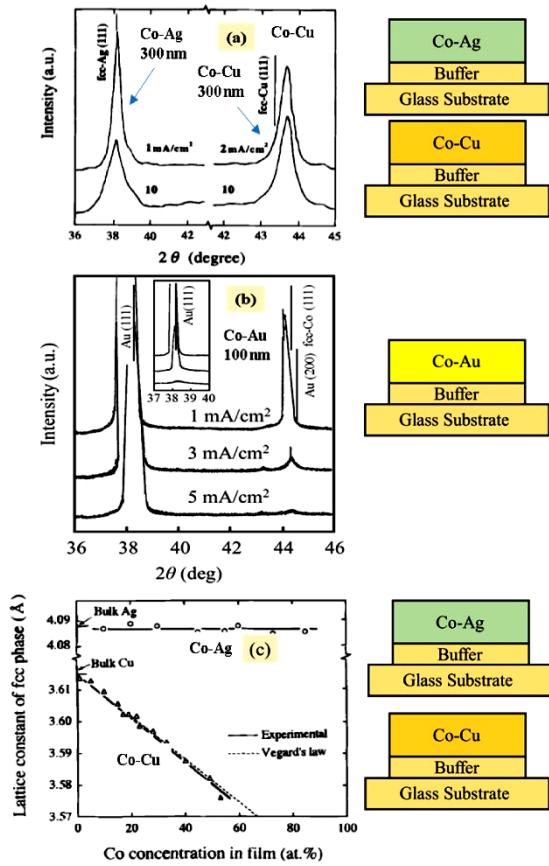 (a)
Intensity (a.u.)
fcc-Ag (111)
Co-Ag
300 nm
Co-Cu
Co-Cu
300 nm
fcc-Cu (111)
1 mA/cm²
2 mA/cm²
10
10
36 38 40 42 43 44 45
2 θ (degree)
Co-Ag
Buffer
Glass Substrate
Co-Cu
Buffer
Glass Substrate
(b)
Intensity (a.u.)
Au (111)
Au(111)
37 38 39 40
Co-Au
100 nm
Au (200)
fcc-Co (111)
1 mA/cm²
3 mA/cm²
5 mA/cm²
36 38 40 42 44 46
2θ (deg)
Co-Au
Buffer
Glass Substrate
(c)
Lattice constant of fcc phase (Å)
4.09
4.08
3.61
3.60
3.58
3.57
Bulk Ag
Co-Ag
Bulk Cu
Co-Cu
Experimental
Vegard's law
0 20 40 60 80 100
Co concentration in film (at.%)
Co-Ag
Buffer
Glass Substrate
Co-Cu
Buffer
Glass Substrate